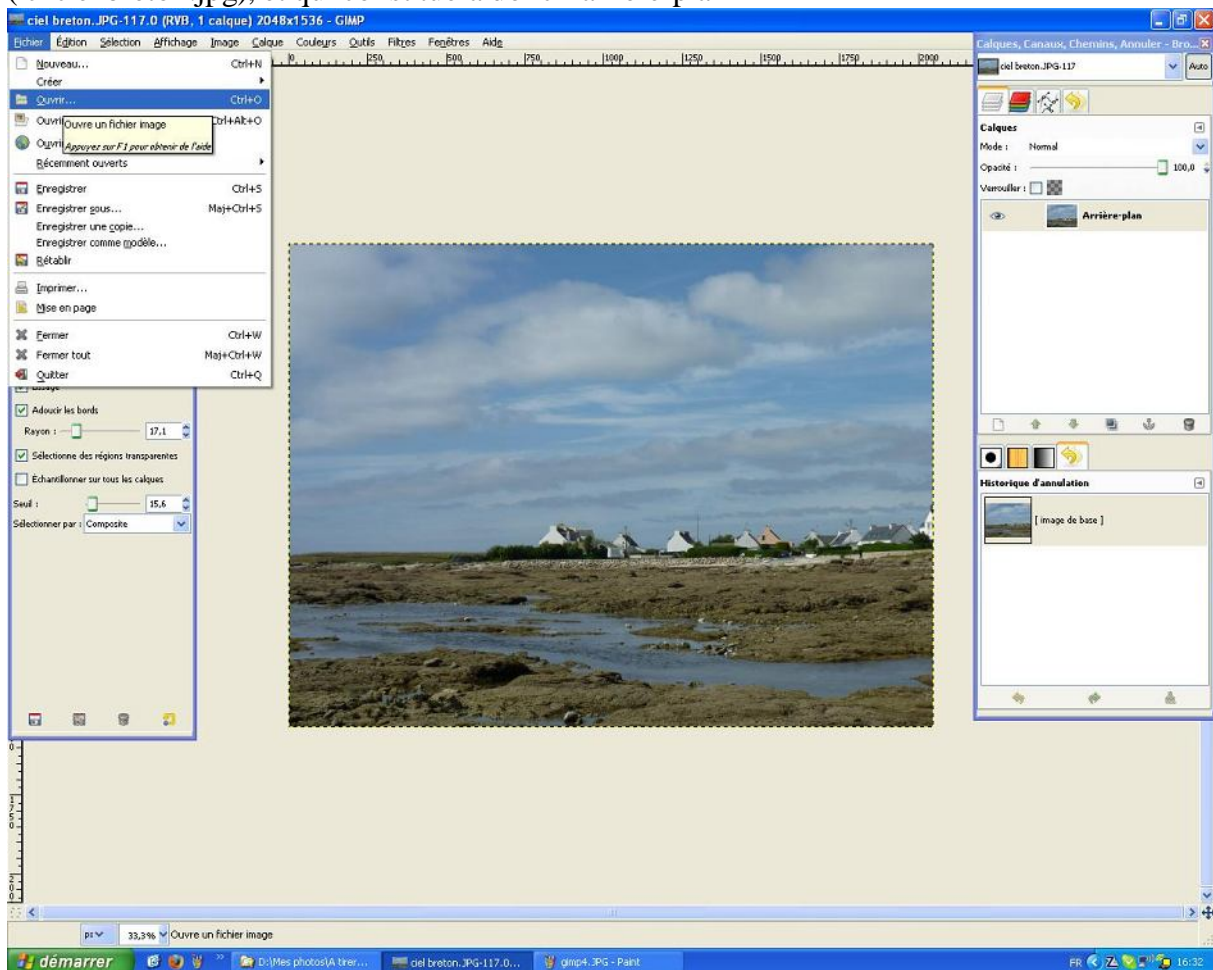 ciel breton.JPG-117.0 (RVB, 1 calque) 2048x1536 - GIMP
Fichier Édition Sélection Affichage Image Calque Couleurs Outils Filtres Fenêtres Aide
Nouveau... Ctrl+N
Créer
Ouvrir... Ctrl+O
Ouvri Ctrl+Alt+O
Ouvre un fichier image
Ouvri
Appuyez sur F1 pour obtenir de l'aide
Récemment ouverts
Enregistrer Ctrl+S
Enregistrer sous... Maj+Ctrl+S
Enregistrer une copie...
Enregistrer comme modèle...
Rétablir
Imprimer...
Mise en page
Fermer Ctrl+W
Fermer tout Maj+Ctrl+W
Quitter Ctrl+Q
Adoucir les bords
Rayon : 17,1
Sélectionne des régions transparentes
Échantillonner sur tous les calques
Seuil : 15,6
Sélectionner par : Composite
0 250 500 750 1000 1250 1500 1750 2000
Calques, Canaux, Chemins, Annuler - Bro...
ciel breton.JPG-117 Auto
Calques
Mode : Normal
Opacité : 100,0
Verrouiller :
Arrière-plan
Historique d'annulation
[ image de base ]
px 33,3% Ouvre un fichier image
démarrer D:\Mes photos\A tirer... ciel breton.JPG-117.0... gimp4.JPG - Paint FR 16:32